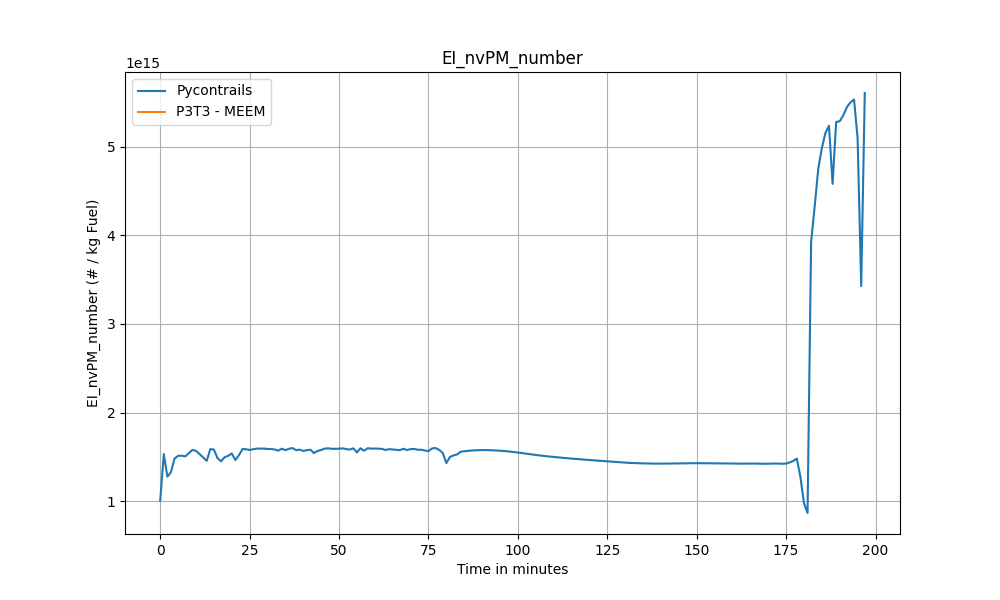 EI_nvPM_number
1e15
Pycontrails
P3T3 - MEEM
EI_nvPM_number (# / kg Fuel)
5
4
3
2
1
0 25 50 75 100 125 150 175 200
Time in minutes